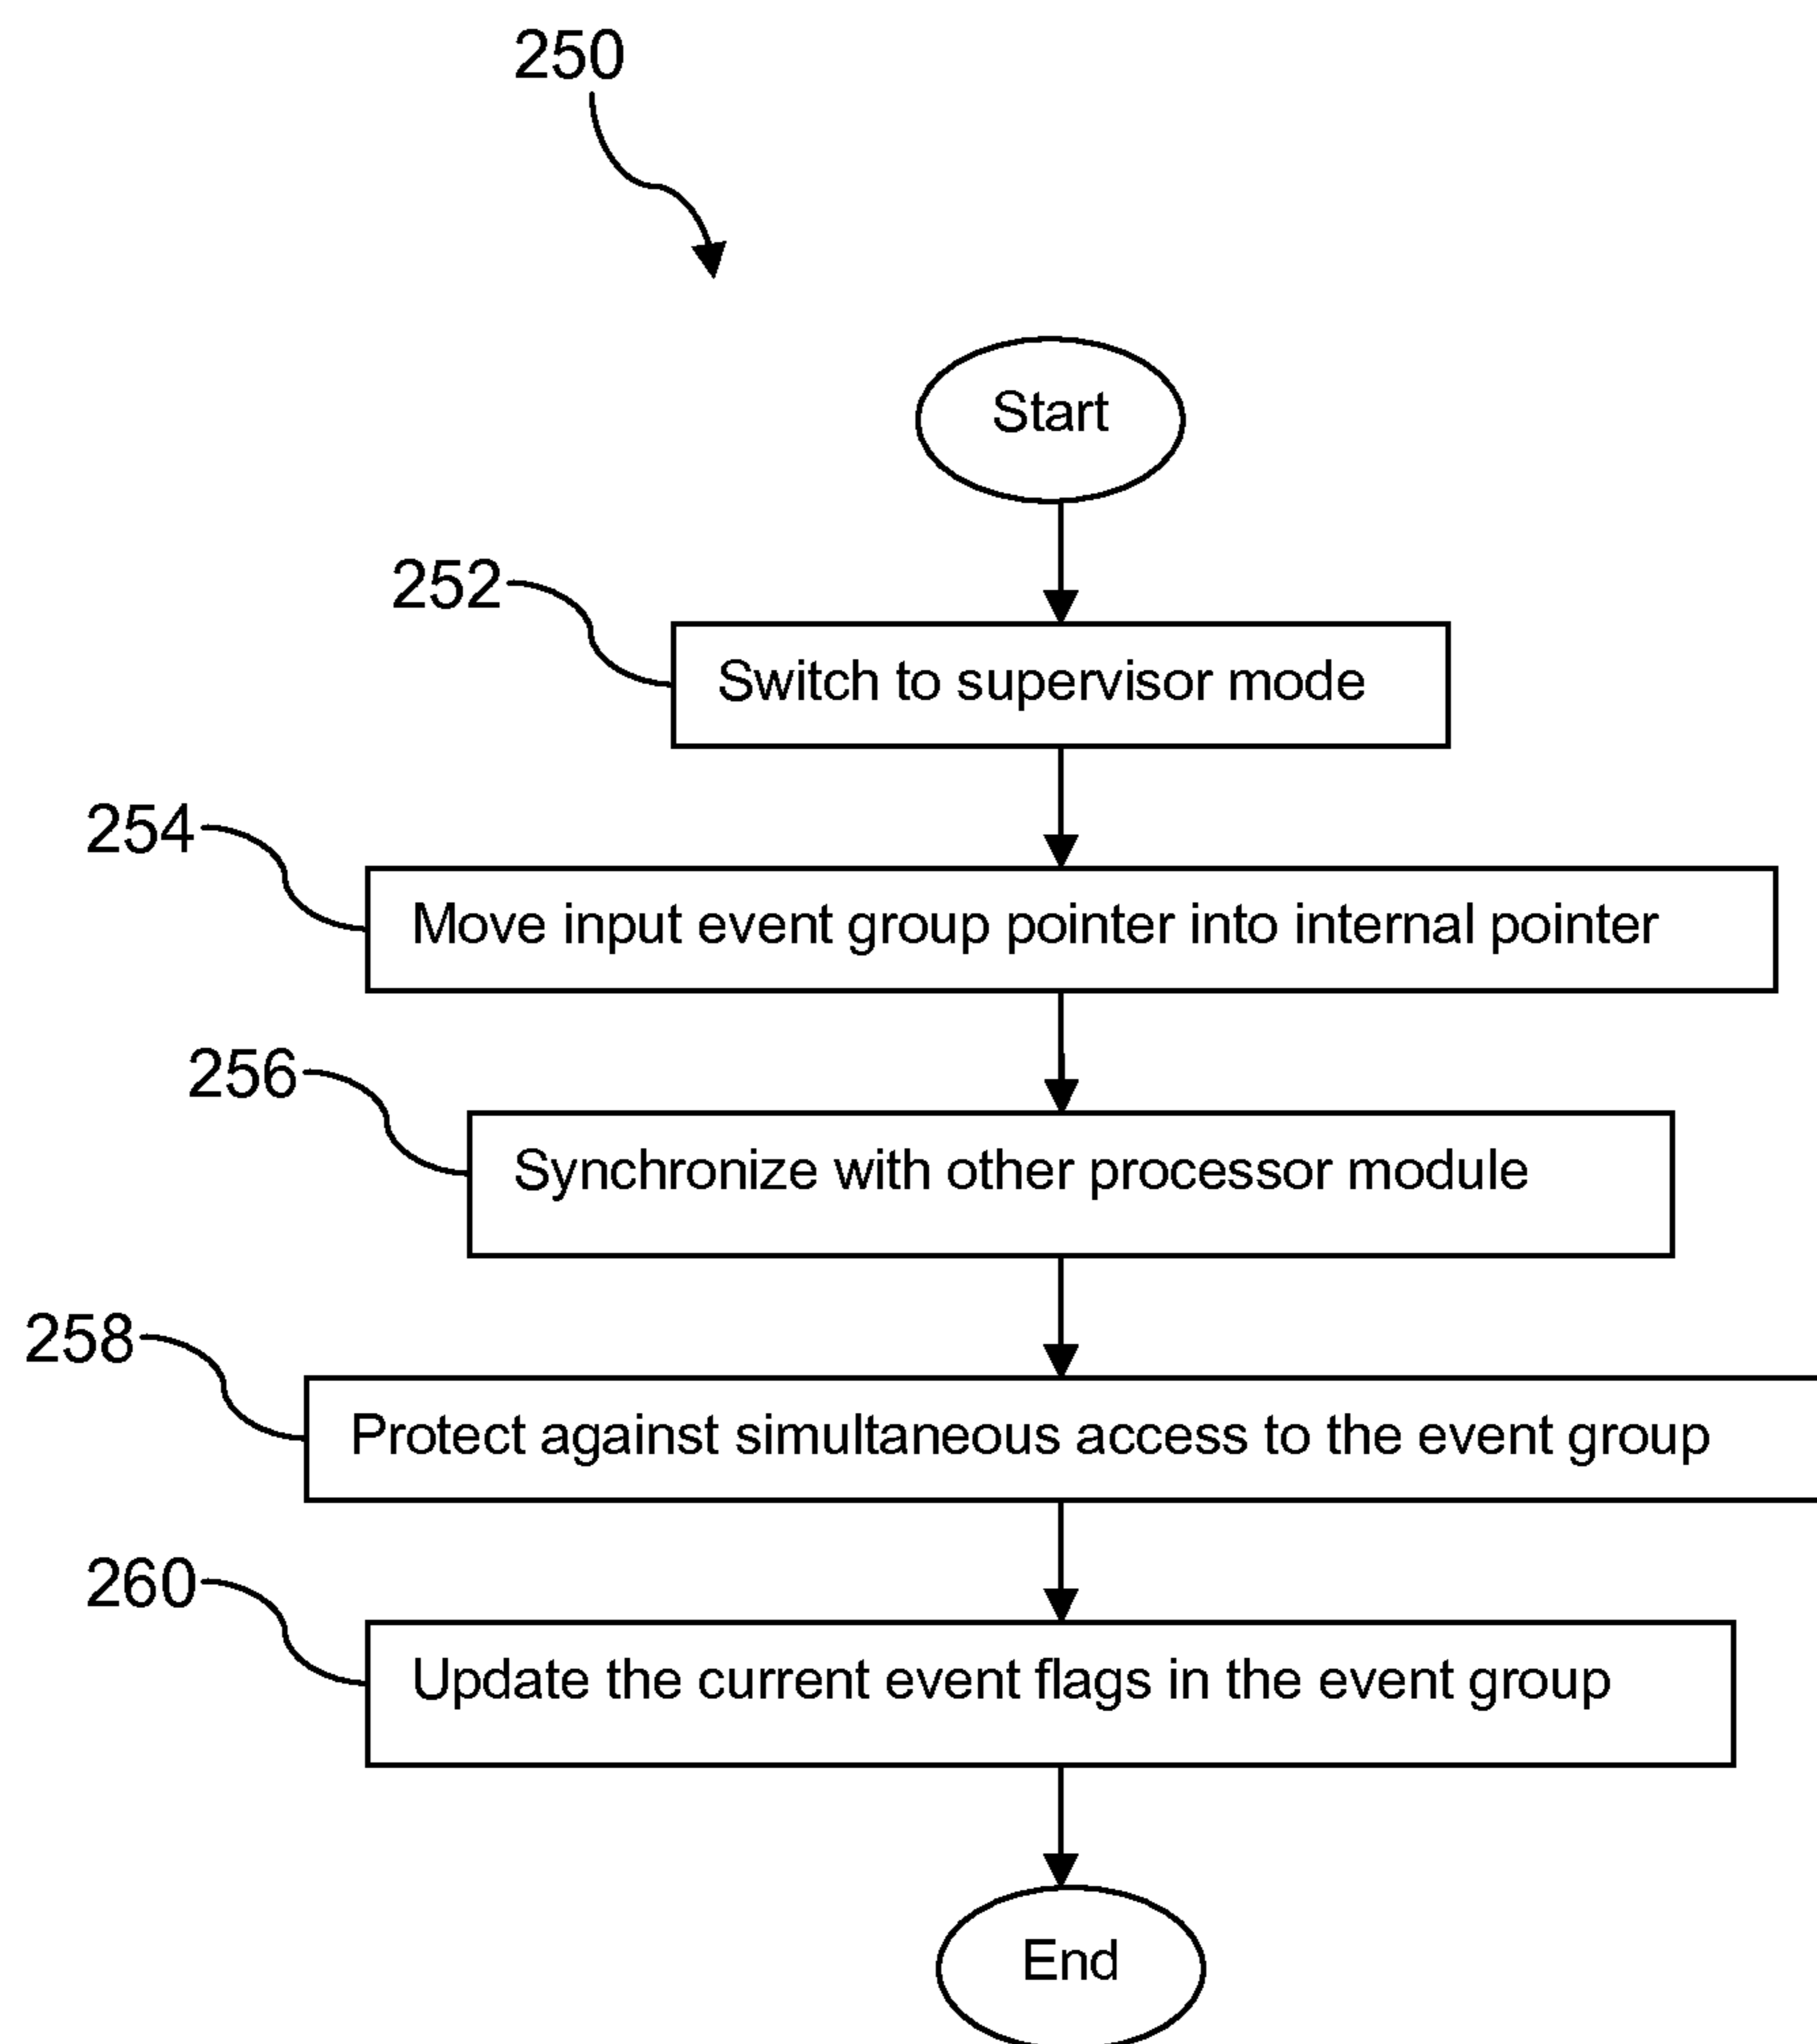 250
Start
252
Switch to supervisor mode
254
Move input event group pointer into internal pointer
256
Synchronize with other processor module
258
Protect against simultaneous access to the event group
260
Update the current event flags in the event group
End